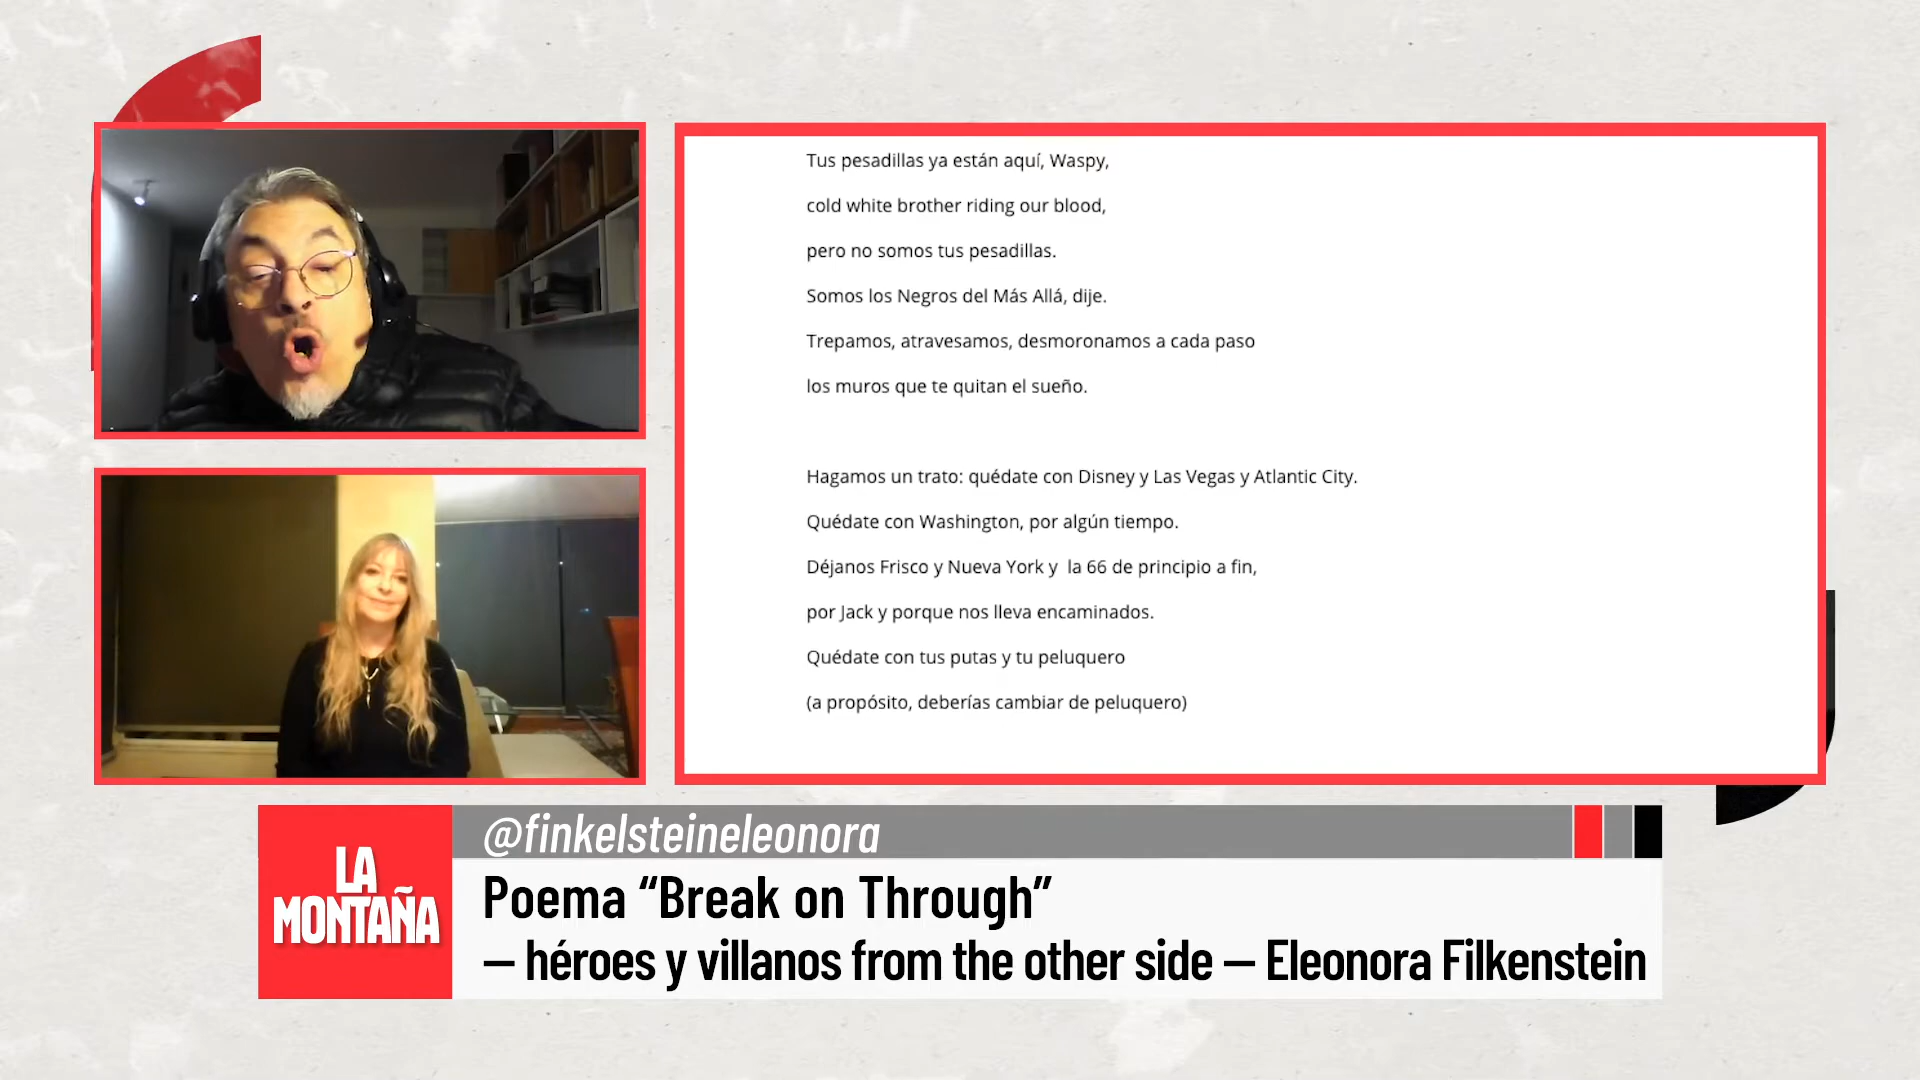 Tus pesadillas ya están aquí, Waspy,
cold white brother riding our blood,
pero no somos tus pesadillas.
Somos los Negros del Más Allá, dije.
Trepamos, atravesamos, desmoronamos a cada paso
los muros que te quitan el sueño.
Hagamos un trato: quédate con Disney y Las Vegas y Atlantic City.
Quédate con Washington, por algún tiempo.
Déjanos Frisco y Nueva York y la 66 de principio a fin,
por Jack y porque nos lleva encaminados.
Quédate con tus putas y tu peluquero
(a propósito, deberías cambiar de peluquero)
LA
MONTAÑA
@finkelsteineleonora
Poema “Break on Through”
– héroes y villanos from the other side – Eleonora Filkenstein